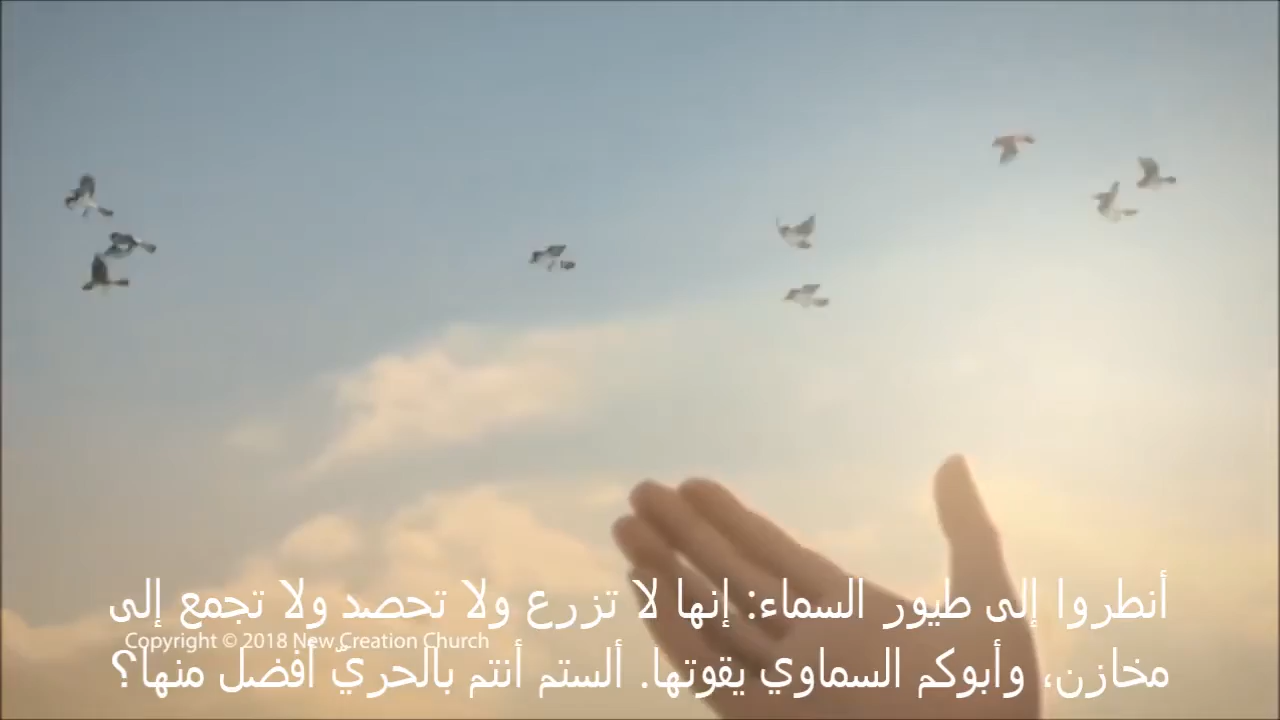 أنطروا إلى طيور السماء: إنها لا تزرع ولا تحصد ولا تجمع إلى
Copyright © 2018 New Creation Church
مخازن، وأبوكم السماوي يقوتها. ألستم أنتم بالحريّ أفضل منها؟